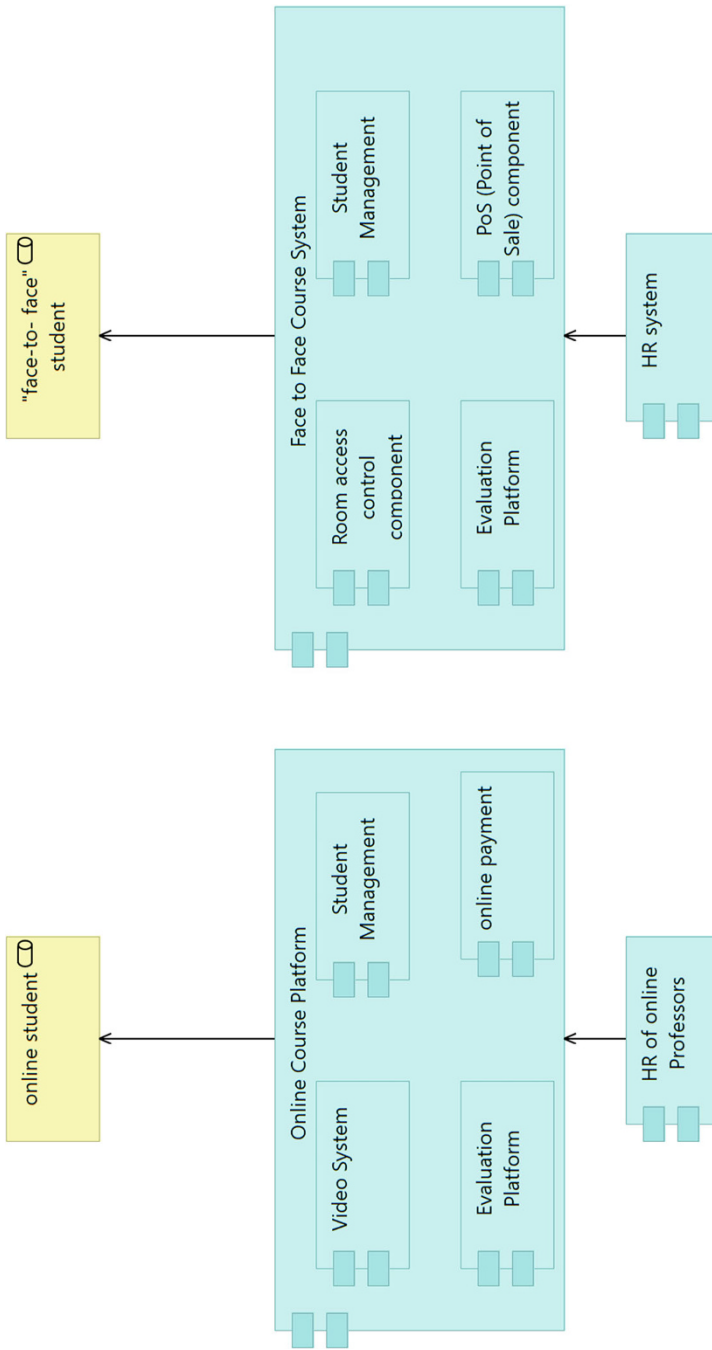 online student
Online Course Platform
Video System
Student
Management
Evaluation
Platform
online payment
HR of online
Professors
"face-to- face"
student
Face to Face Course System
Room access
control
component
Student
Management
Evaluation
Platform
PoS (Point of
Sale) component
HR system